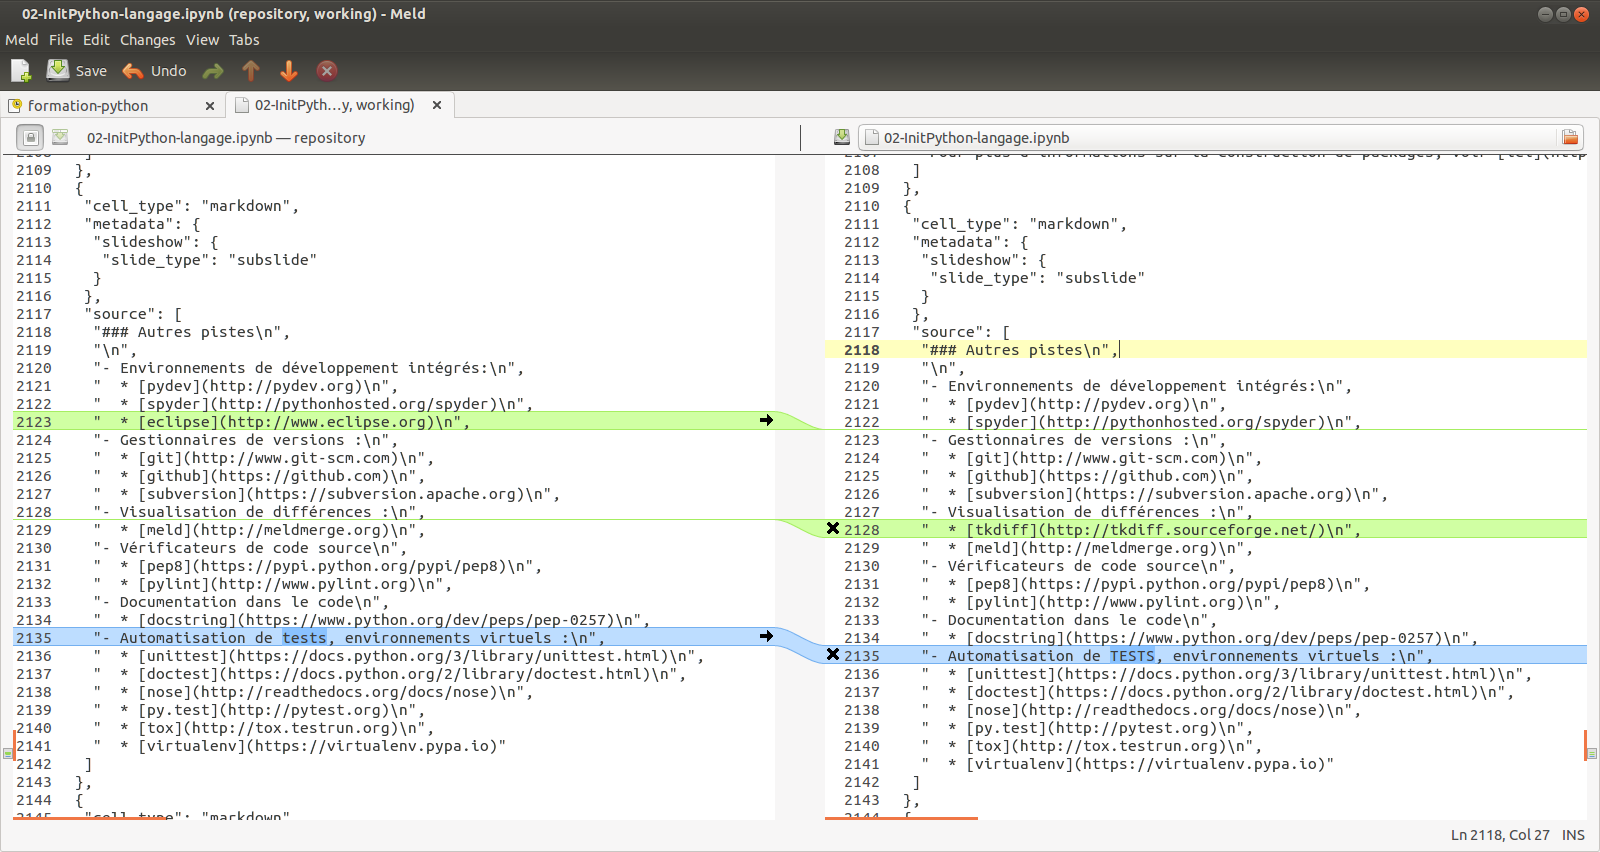 02-InitPython-langage.ipynb (repository, working) - Meld
Meld File Edit Changes View Tabs
Save Undo
formation-python
02-InitPyth…y, working)
02-InitPython-langage.ipynb — repository
2109 },
2110 {
2111 "cell_type": "markdown",
2112 "metadata": {
2113 "slideshow": {
2114 "slide_type": "subslide"
2115 }
2116 },
2117 "source": [
2118 "### Autres pistes\n",
2119 "\n",
2120 "- Environnements de développement intégrés:\n",
2121 "  * [pydev](http://pydev.org)\n",
2122 "  * [spyder](http://pythonhosted.org/spyder)\n",
2123 "  * [eclipse](http://www.eclipse.org)\n",
2124 "- Gestionnaires de versions :\n",
2125 "  * [git](http://www.git-scm.com)\n",
2126 "  * [github](https://github.com)\n",
2127 "  * [subversion](https://subversion.apache.org)\n",
2128 "- Visualisation de différences :\n",
2129 "  * [meld](http://meldmerge.org)\n",
2130 "- Vérificateurs de code source\n",
2131 "  * [pep8](https://pypi.python.org/pypi/pep8)\n",
2132 "  * [pylint](http://www.pylint.org)\n",
2133 "- Documentation dans le code\n",
2134 "  * [docstring](https://www.python.org/dev/peps/pep-0257)\n",
2135 "- Automatisation de tests, environnements virtuels :\n",
2136 "  * [unittest](https://docs.python.org/3/library/unittest.html)\n",
2137 "  * [doctest](https://docs.python.org/2/library/doctest.html)\n",
2138 "  * [nose](http://readthedocs.org/docs/nose)\n",
2139 "  * [py.test](http://pytest.org)\n",
2140 "  * [tox](http://tox.testrun.org)\n",
2141 "  * [virtualenv](https://virtualenv.pypa.io)"
2142 ]
2143 },
2144 {
2145 "cell_type": "markdown"
02-InitPython-langage.ipynb
2108 ]
2109 },
2110 {
2111 "cell_type": "markdown",
2112 "metadata": {
2113 "slideshow": {
2114 "slide_type": "subslide"
2115 }
2116 },
2117 "source": [
2118 "### Autres pistes\n",
2119 "\n",
2120 "- Environnements de développement intégrés:\n",
2121 "  * [pydev](http://pydev.org)\n",
2122 "  * [spyder](http://pythonhosted.org/spyder)\n",
2123 "- Gestionnaires de versions :\n",
2124 "  * [git](http://www.git-scm.com)\n",
2125 "  * [github](https://github.com)\n",
2126 "  * [subversion](https://subversion.apache.org)\n",
2127 "- Visualisation de différences :\n",
2128 "  * [tkdiff](http://tkdiff.sourceforge.net/)\n",
2129 "  * [meld](http://meldmerge.org)\n",
2130 "- Vérificateurs de code source\n",
2131 "  * [pep8](https://pypi.python.org/pypi/pep8)\n",
2132 "  * [pylint](http://www.pylint.org)\n",
2133 "- Documentation dans le code\n",
2134 "  * [docstring](https://www.python.org/dev/peps/pep-0257)\n",
2135 "- Automatisation de TESTS, environnements virtuels :\n",
2136 "  * [unittest](https://docs.python.org/3/library/unittest.html)\n",
2137 "  * [doctest](https://docs.python.org/2/library/doctest.html)\n",
2138 "  * [nose](http://readthedocs.org/docs/nose)\n",
2139 "  * [py.test](http://pytest.org)\n",
2140 "  * [tox](http://tox.testrun.org)\n",
2141 "  * [virtualenv](https://virtualenv.pypa.io)"
2142 ]
2143 },
Ln 2118, Col 27 INS